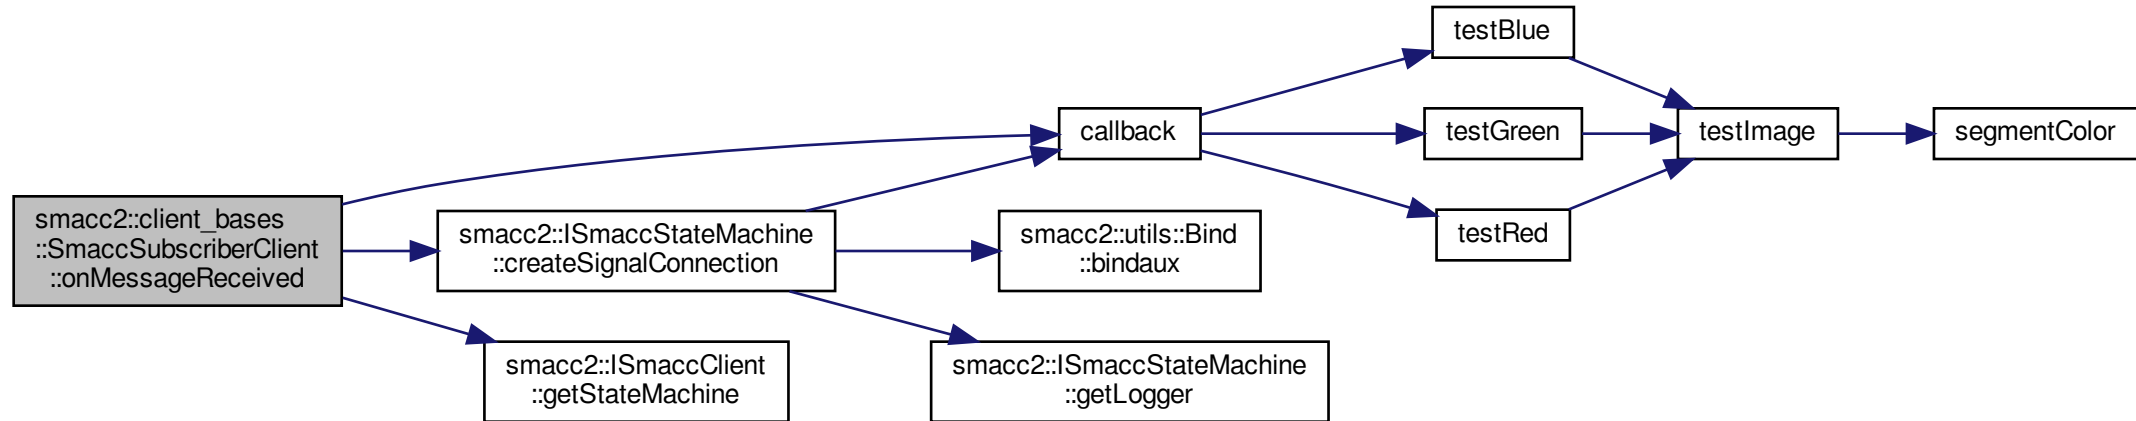 smacc2::client_bases
::SmaccSubscriberClient
::onMessageReceived
smacc2::ISmaccStateMachine
::createSignalConnection
smacc2::ISmaccClient
::getStateMachine
callback
smacc2::utils::Bind
::bindaux
smacc2::ISmaccStateMachine
::getLogger
testBlue
testGreen
testRed
testImage
segmentColor